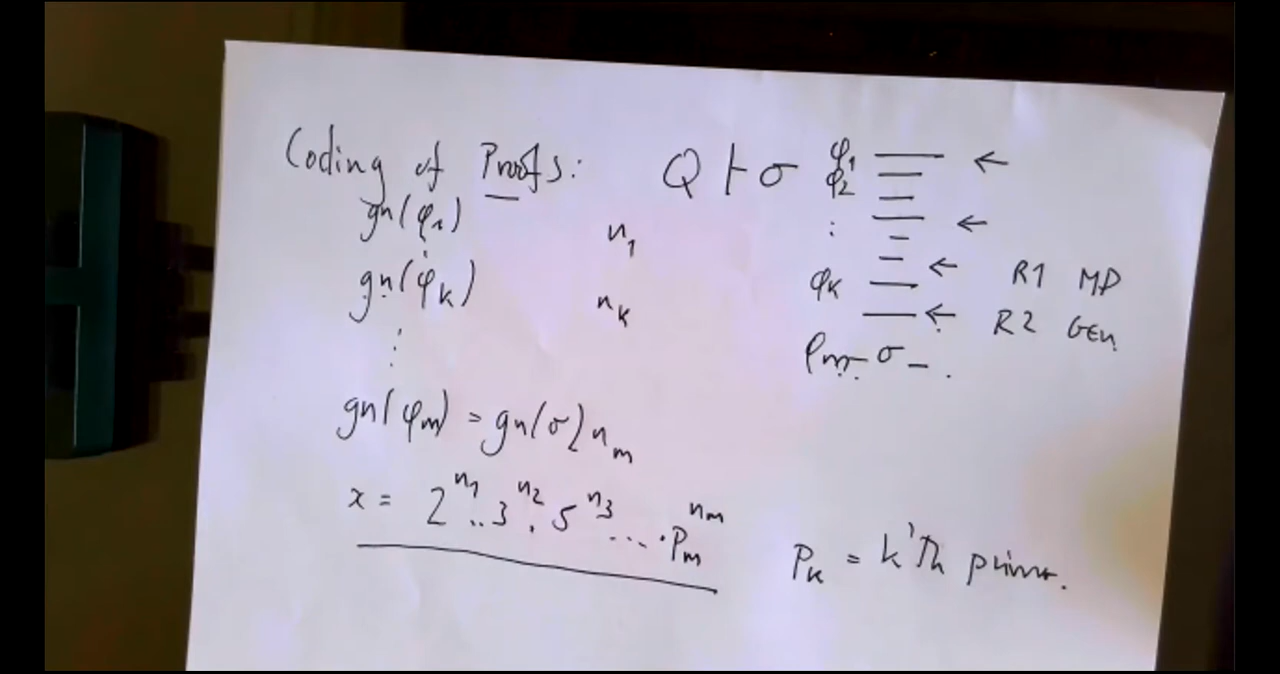 Coding of Proofs: Q ⊢ σ φ₁ ←
φ₂
gn(φ₁) n₁ : ←
⋮
gn(φₖ) nₖ φₖ ← R1 MP
← R2 Gen
⋮ φₘ σ
gn(φₘ) = gn(σ) nₘ
x = 2^n₁ . 3^n₂ . 5^n₃ .... · Pₘ^nₘ
Pₖ = k'th prime.